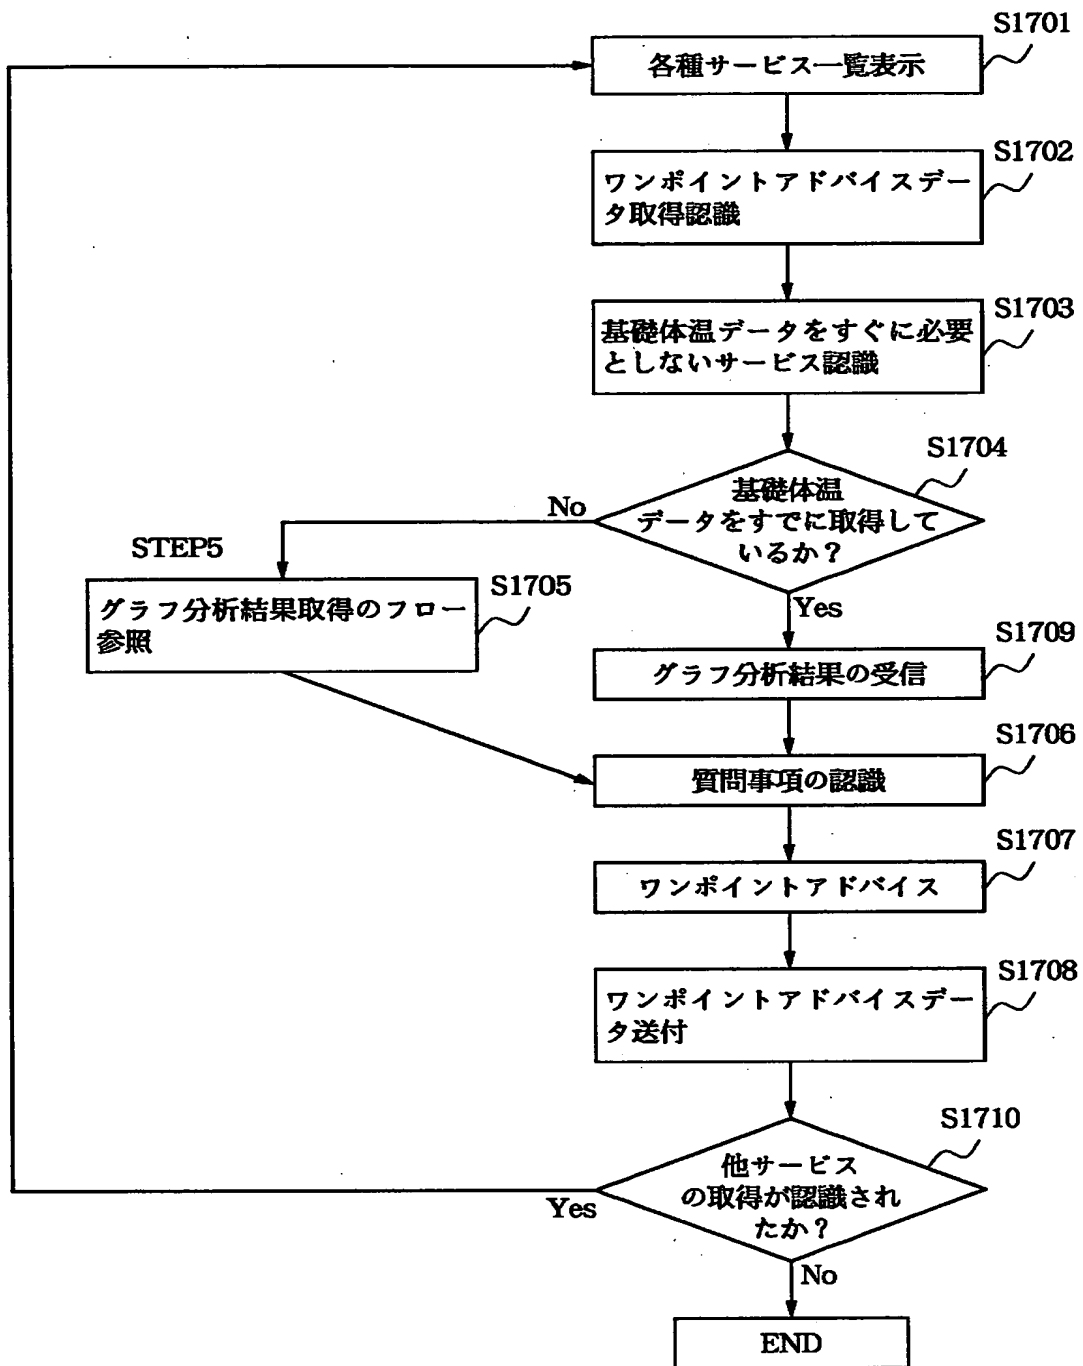 S1701
各種サービス一覧表示
S1702
ワンポイントアドバイスデー
タ取得認識
S1703
基礎体温データをすぐに必要
としないサービス認識
S1704
基礎体温
データをすでに取得して
いるか？
No
Yes
STEP5
S1705
グラフ分析結果取得のフロー
参照
S1709
グラフ分析結果の受信
S1706
質問事項の認識
S1707
ワンポイントアドバイス
S1708
ワンポイントアドバイスデー
タ送付
S1710
他サービス
の取得が認識され
たか？
Yes
No
END